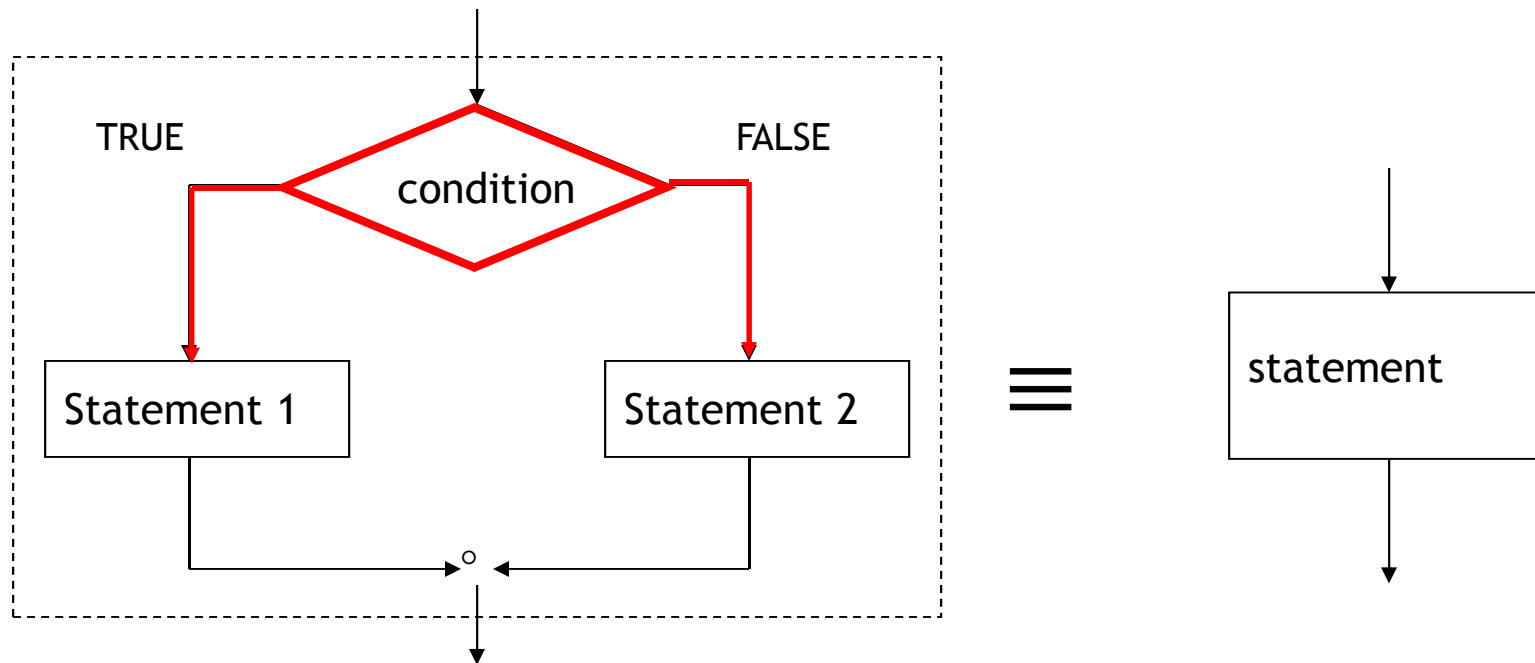 TRUE
FALSE
condition
Statement 1
Statement 2
≡
statement